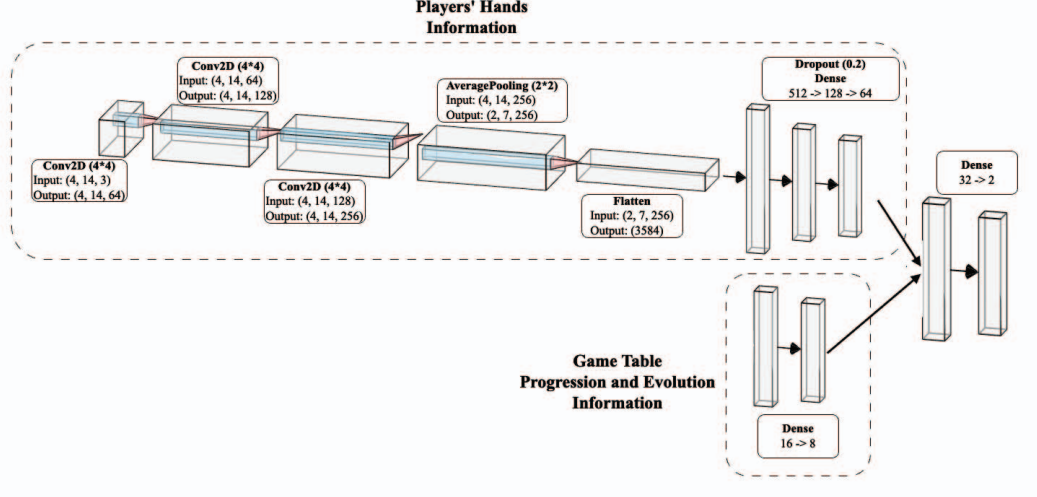 Players' Hands
Information
Conv2D (4*4)
Input: (4, 14, 64)
Output: (4, 14, 128)
AveragePooling (2*2)
Input: (4, 14, 256)
Output: (2, 7, 256)
Dropout (0.2)
Dense
512 -> 128 -> 64
Conv2D (4*4)
Input: (4, 14, 3)
Output: (4, 14, 64)
Conv2D (4*4)
Input: (4, 14, 128)
Output: (4, 14, 256)
Flatten
Input: (2, 7, 256)
Output: (3584)
Dense
32 -> 2
Game Table
Progression and Evolution
Information
Dense
16 -> 8